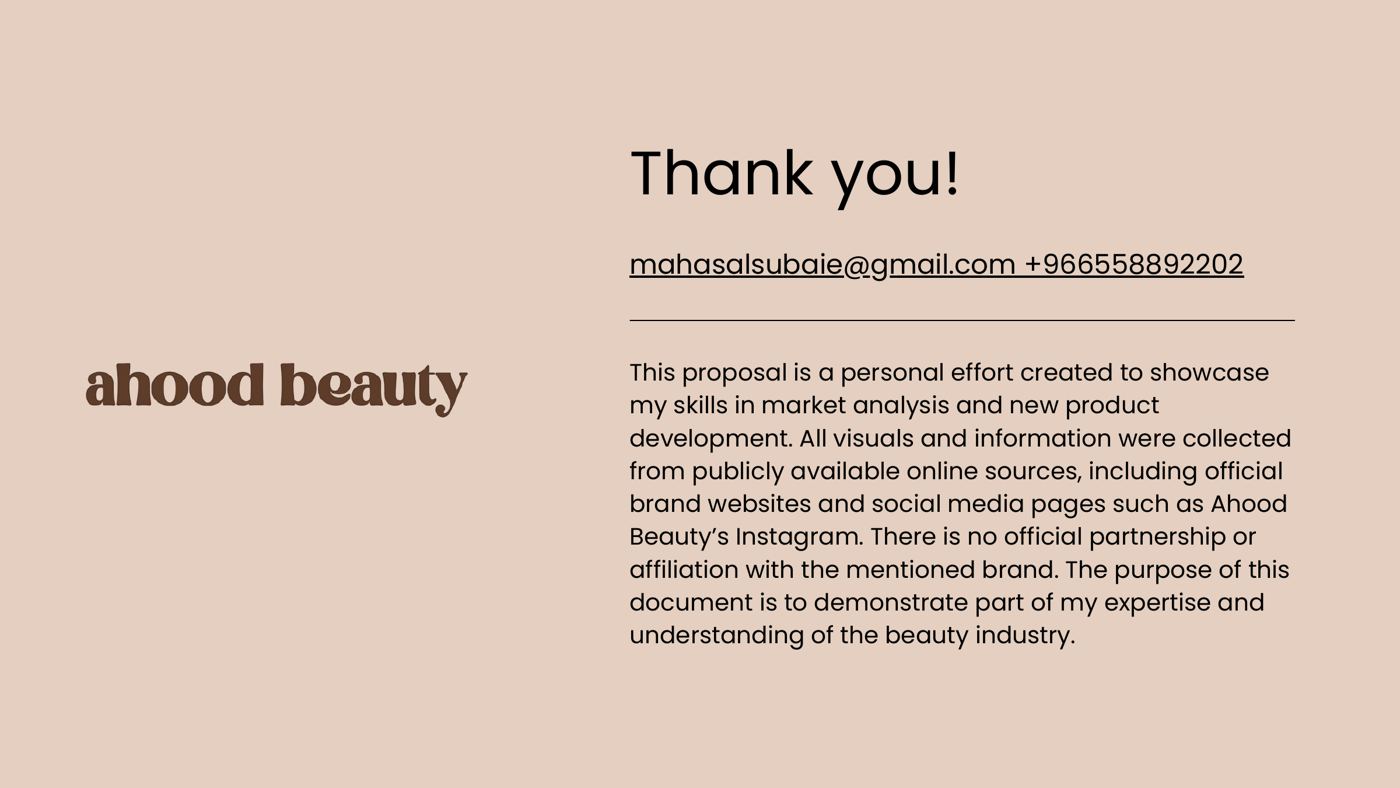 Thank you!
mahasalsubaie@gmail.com +966558892202
ahood beauty
This proposal is a personal effort created to showcase
my skills in market analysis and new product
development. All visuals and information were collected
from publicly available online sources, including official
brand websites and social media pages such as Ahood
Beauty’s Instagram. There is no official partnership or
affiliation with the mentioned brand. The purpose of this
document is to demonstrate part of my expertise and
understanding of the beauty industry.